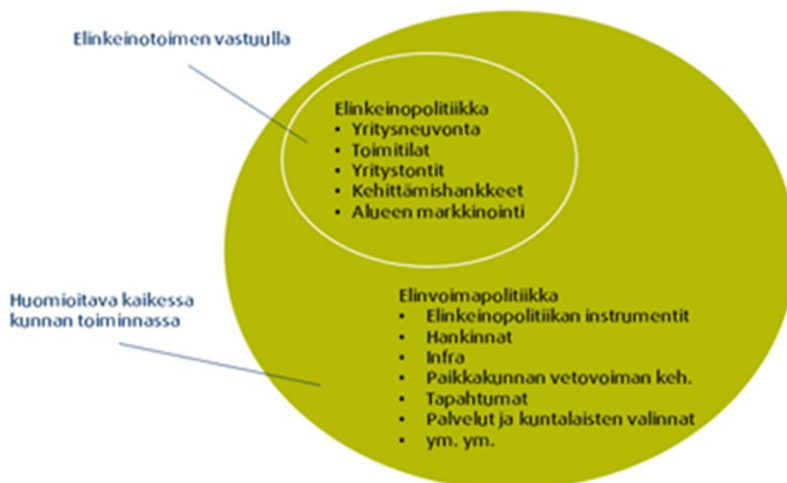 Elinkeinotoimen vastuulla
Elinkeinopolitiikka
• Yritysneuvonta
• Toimitilat
• Yritystontit
• Kehittämishankkeet
• Alueen markkinointi
Huomioitava kaikessa
kunnan toiminnassa
Elinvoimapolitiikka
• Elinkeinopolitiikan instrumentit
• Hankinnat
• Infra
• Paikkakunnan vetovoiman keh.
• Tapahtumat
• Palvelut ja kuntalaisten valinnat
• ym. ym.